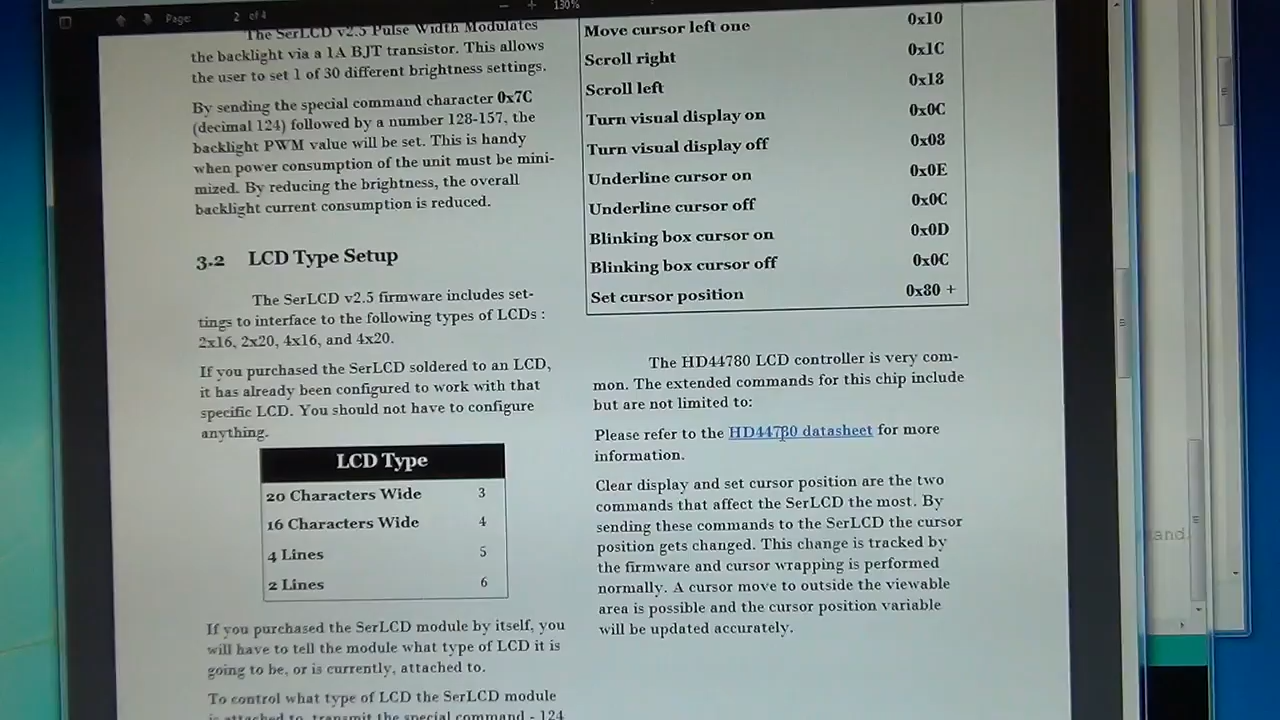 Page: 2 of 4
130%
The SerLCD v2.5 Pulse Width Modulates
the backlight via a 1A BJT transistor. This allows
the user to set 1 of 30 different brightness settings.
By sending the special command character 0x7C
(decimal 124) followed by a number 128-157, the
backlight PWM value will be set. This is handy
when power consumption of the unit must be mini-
mized. By reducing the brightness, the overall
backlight current consumption is reduced.
3.2 LCD Type Setup
The SerLCD v2.5 firmware includes set-
tings to interface to the following types of LCDs :
2x16, 2x20, 4x16, and 4x20.
If you purchased the SerLCD soldered to an LCD,
it has already been configured to work with that
specific LCD. You should not have to configure
anything.
LCD Type
20 Characters Wide 3
16 Characters Wide 4
4 Lines 5
2 Lines 6
If you purchased the SerLCD module by itself, you
will have to tell the module what type of LCD it is
going to be, or is currently, attached to.
To control what type of LCD the SerLCD module
is attached to, transmit the special command - 124
Move cursor left one 0x10
Scroll right 0x1C
Scroll left 0x18
Turn visual display on 0x0C
Turn visual display off 0x08
Underline cursor on 0x0E
Underline cursor off 0x0C
Blinking box cursor on 0x0D
Blinking box cursor off 0x0C
Set cursor position 0x80 +
The HD44780 LCD controller is very com-
mon. The extended commands for this chip include
but are not limited to:
Please refer to the HD44780 datasheet for more
information.
Clear display and set cursor position are the two
commands that affect the SerLCD the most. By
sending these commands to the SerLCD the cursor
position gets changed. This change is tracked by
the firmware and cursor wrapping is performed
normally. A cursor move to outside the viewable
area is possible and the cursor position variable
will be updated accurately.